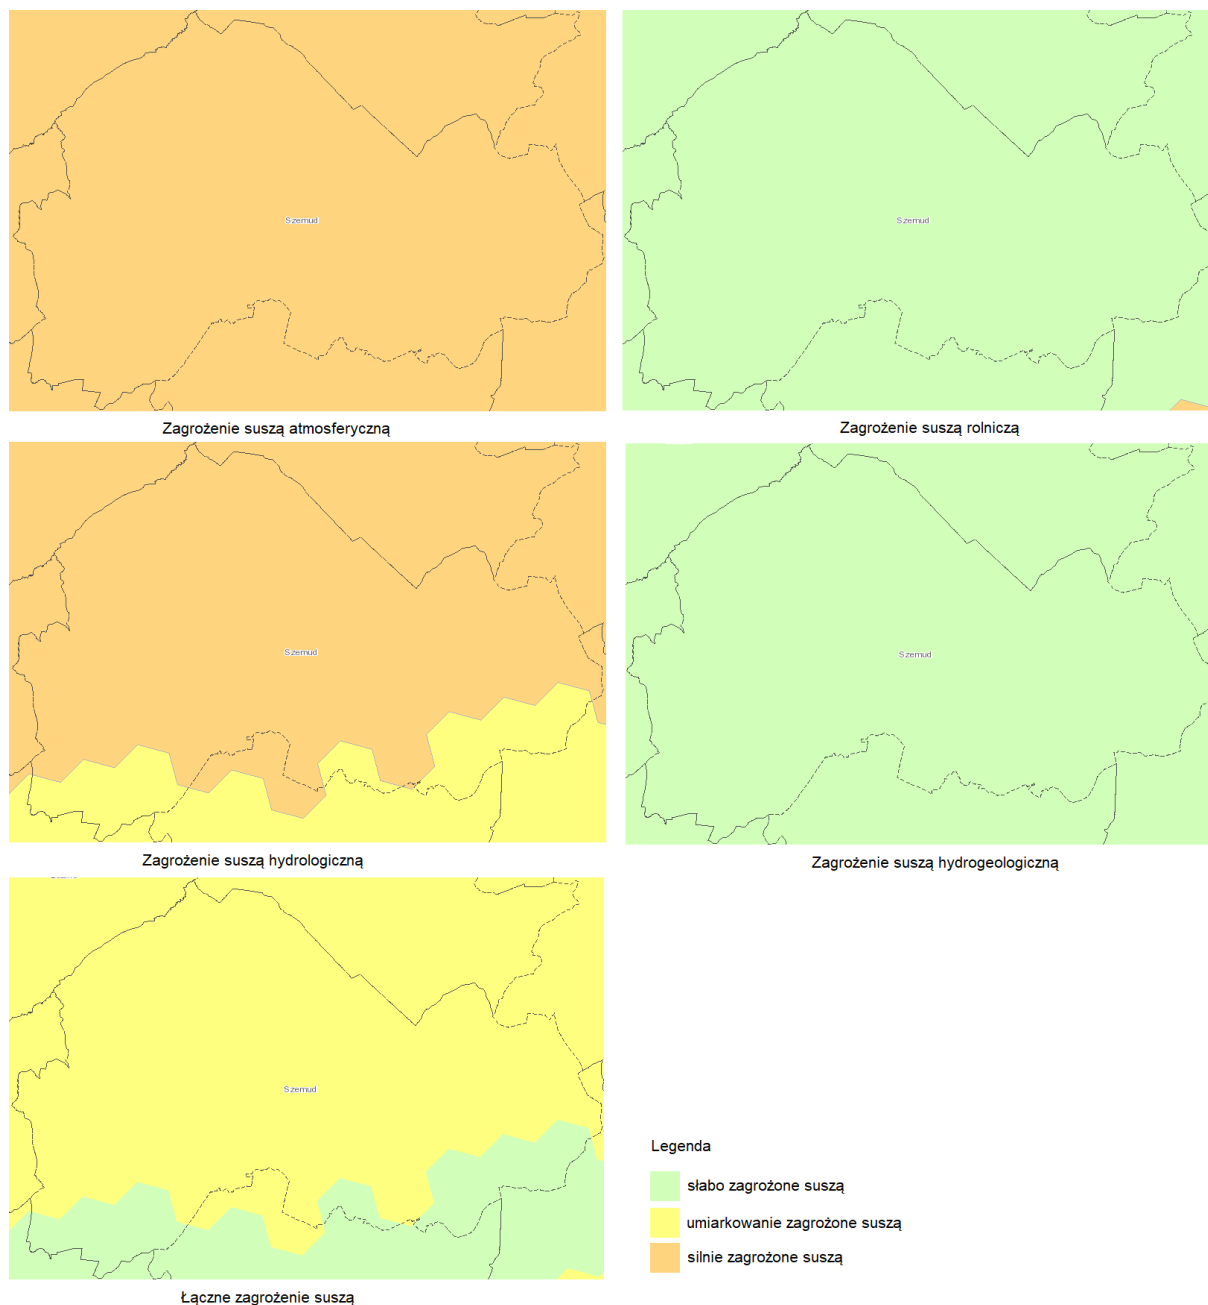 Szemud
Szemud
Zagrożenie suszą atmosferyczną
Zagrożenie suszą rolniczą
Szemud
Szemud
Zagrożenie suszą hydrologiczną
Zagrożenie suszą hydrogeologiczną
Szemud
Legenda
słabo zagrożone suszą
umiarkowanie zagrożone suszą
silnie zagrożone suszą
Łączne zagrożenie suszą